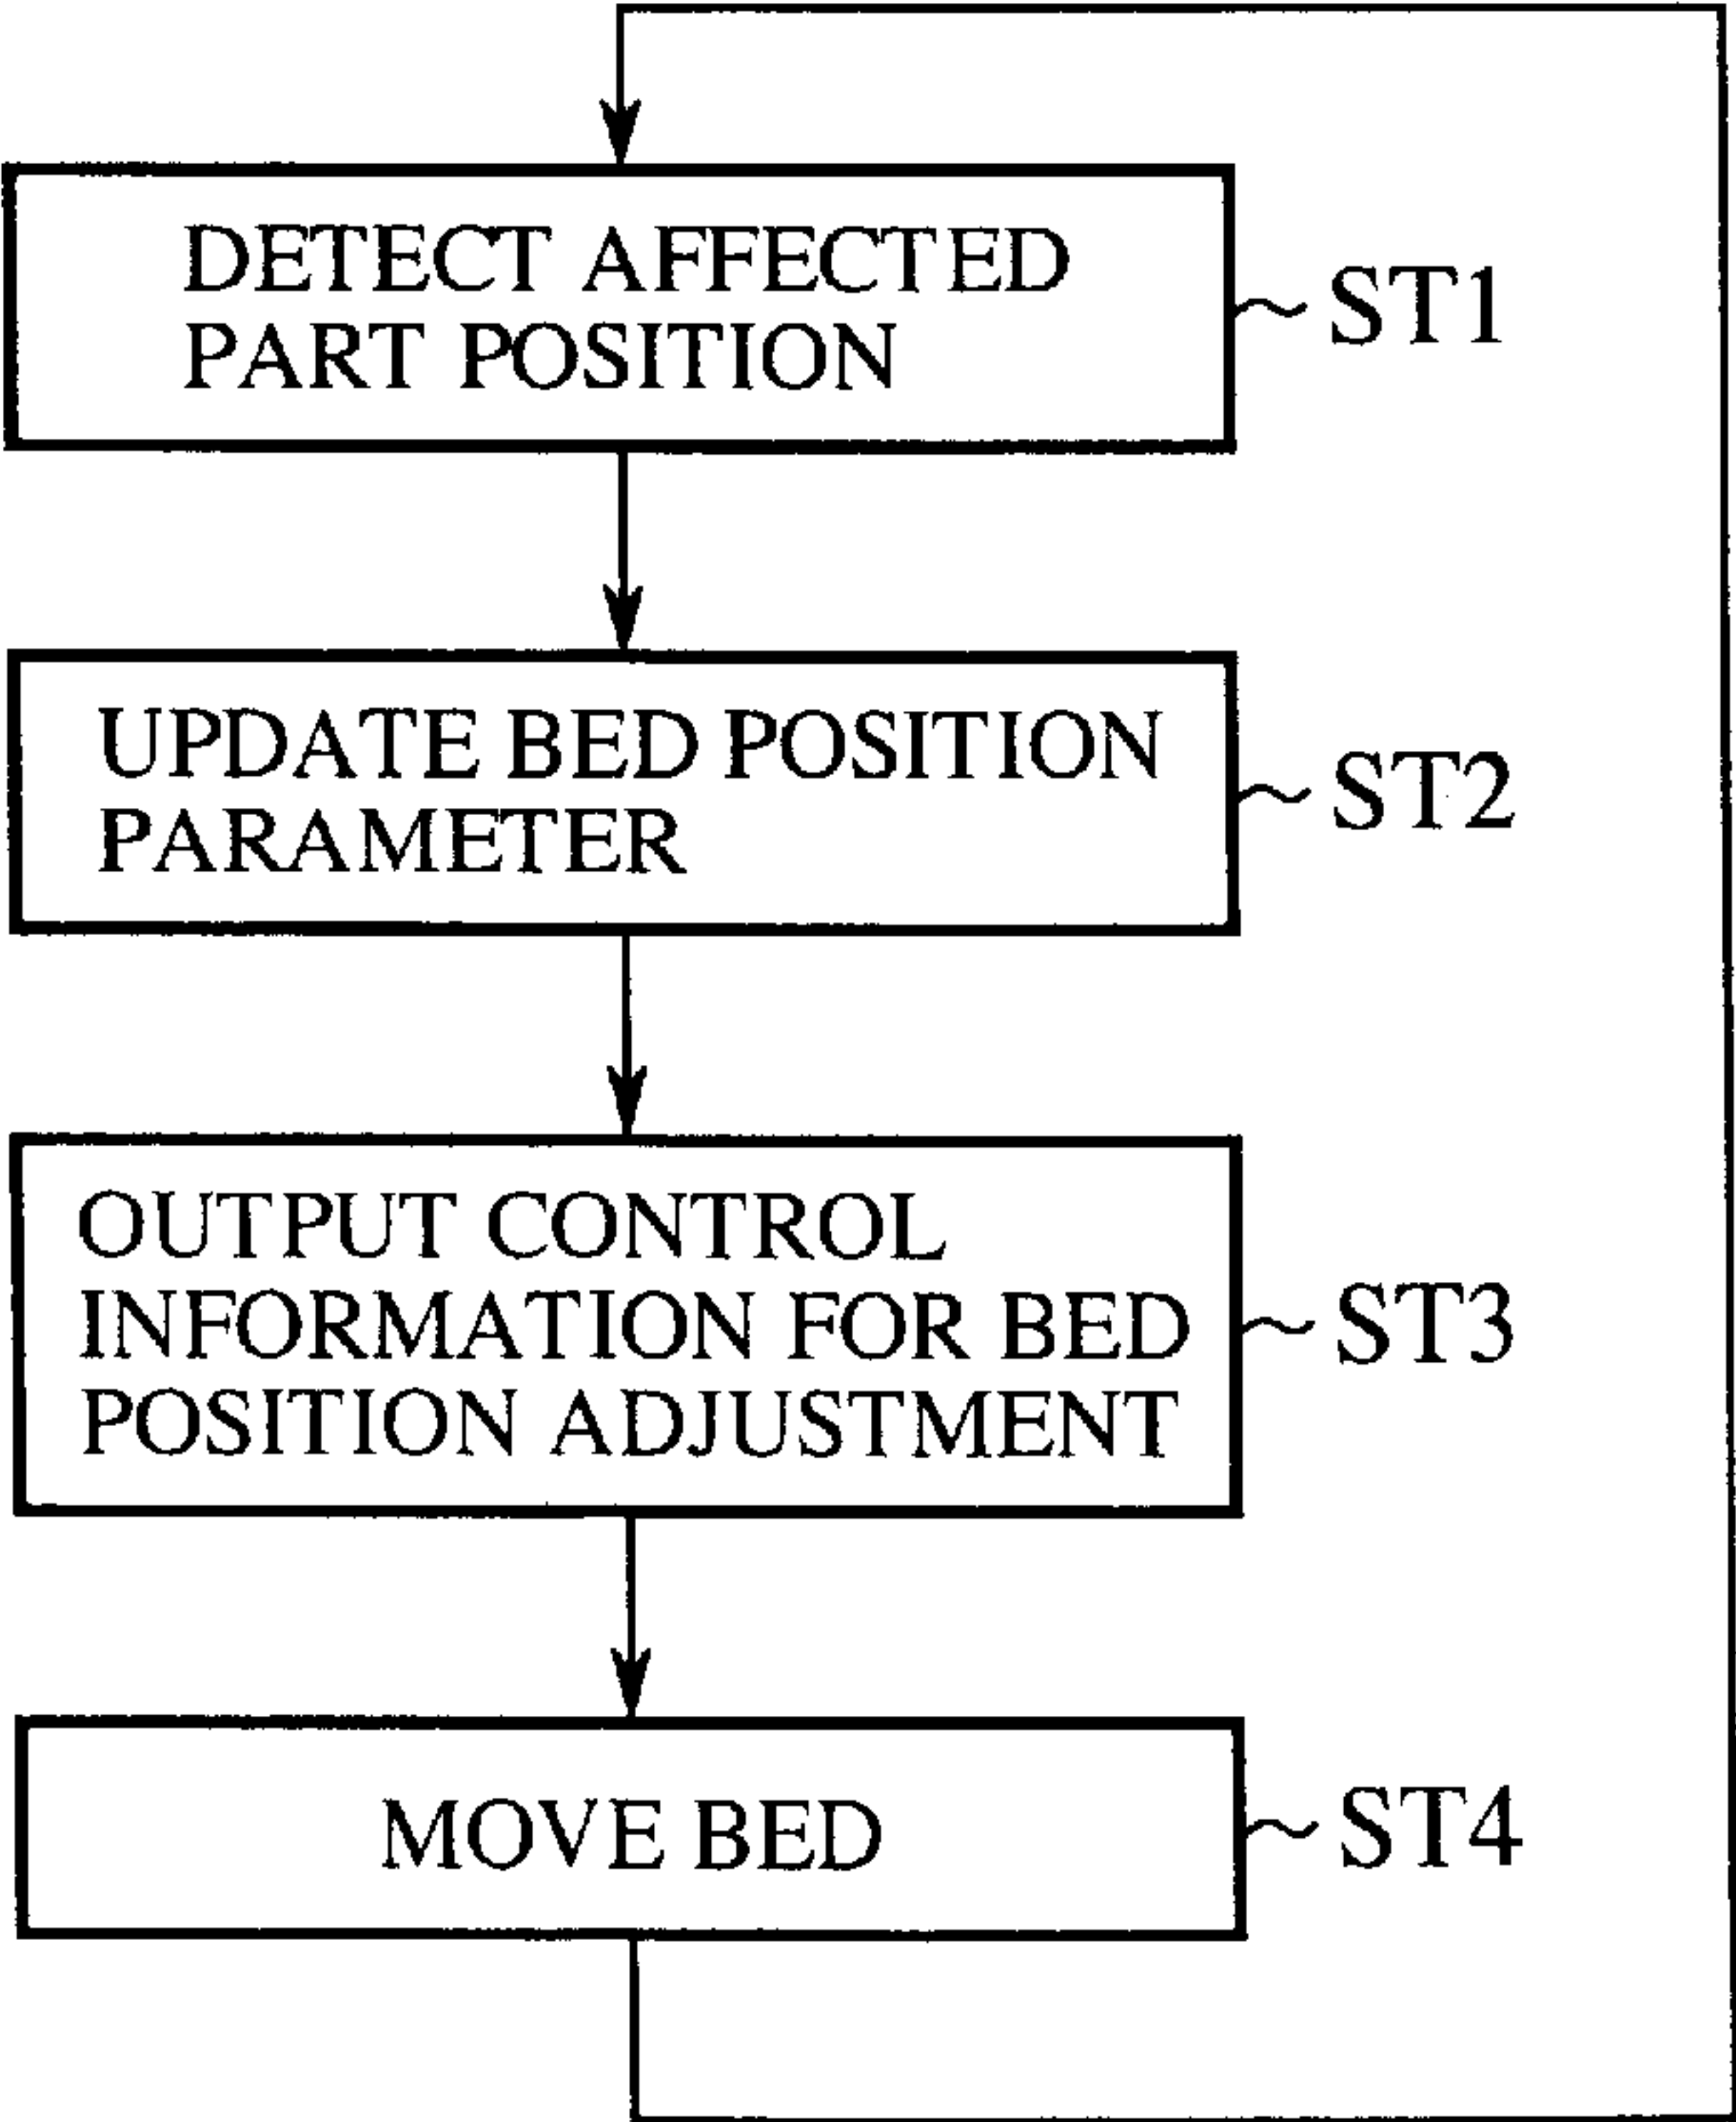 DETECT AFFECTED
PART POSITION
ST1
UPDATE BED POSITION
PARAMETER
ST2
OUTPUT CONTROL
INFORMATION FOR BED
POSITION ADJUSTMENT
ST3
MOVE BED
ST4